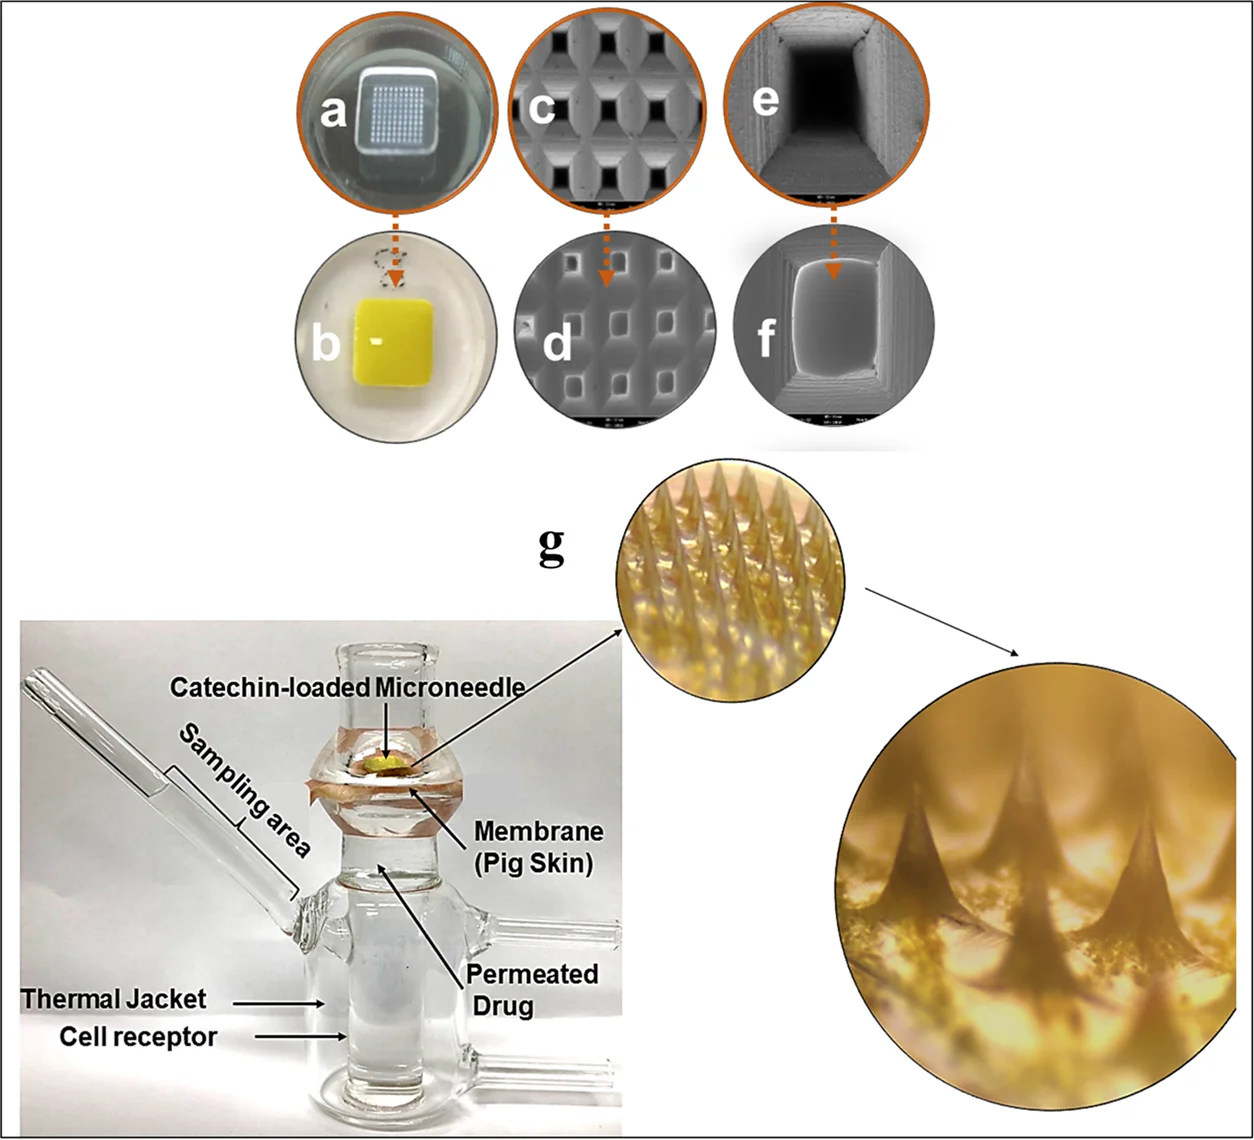 a
c
e
b
d
f
g
Catechin-loaded Microneedle
Sampling area
Membrane
(Pig Skin)
Permeated
Drug
Thermal Jacket
Cell receptor